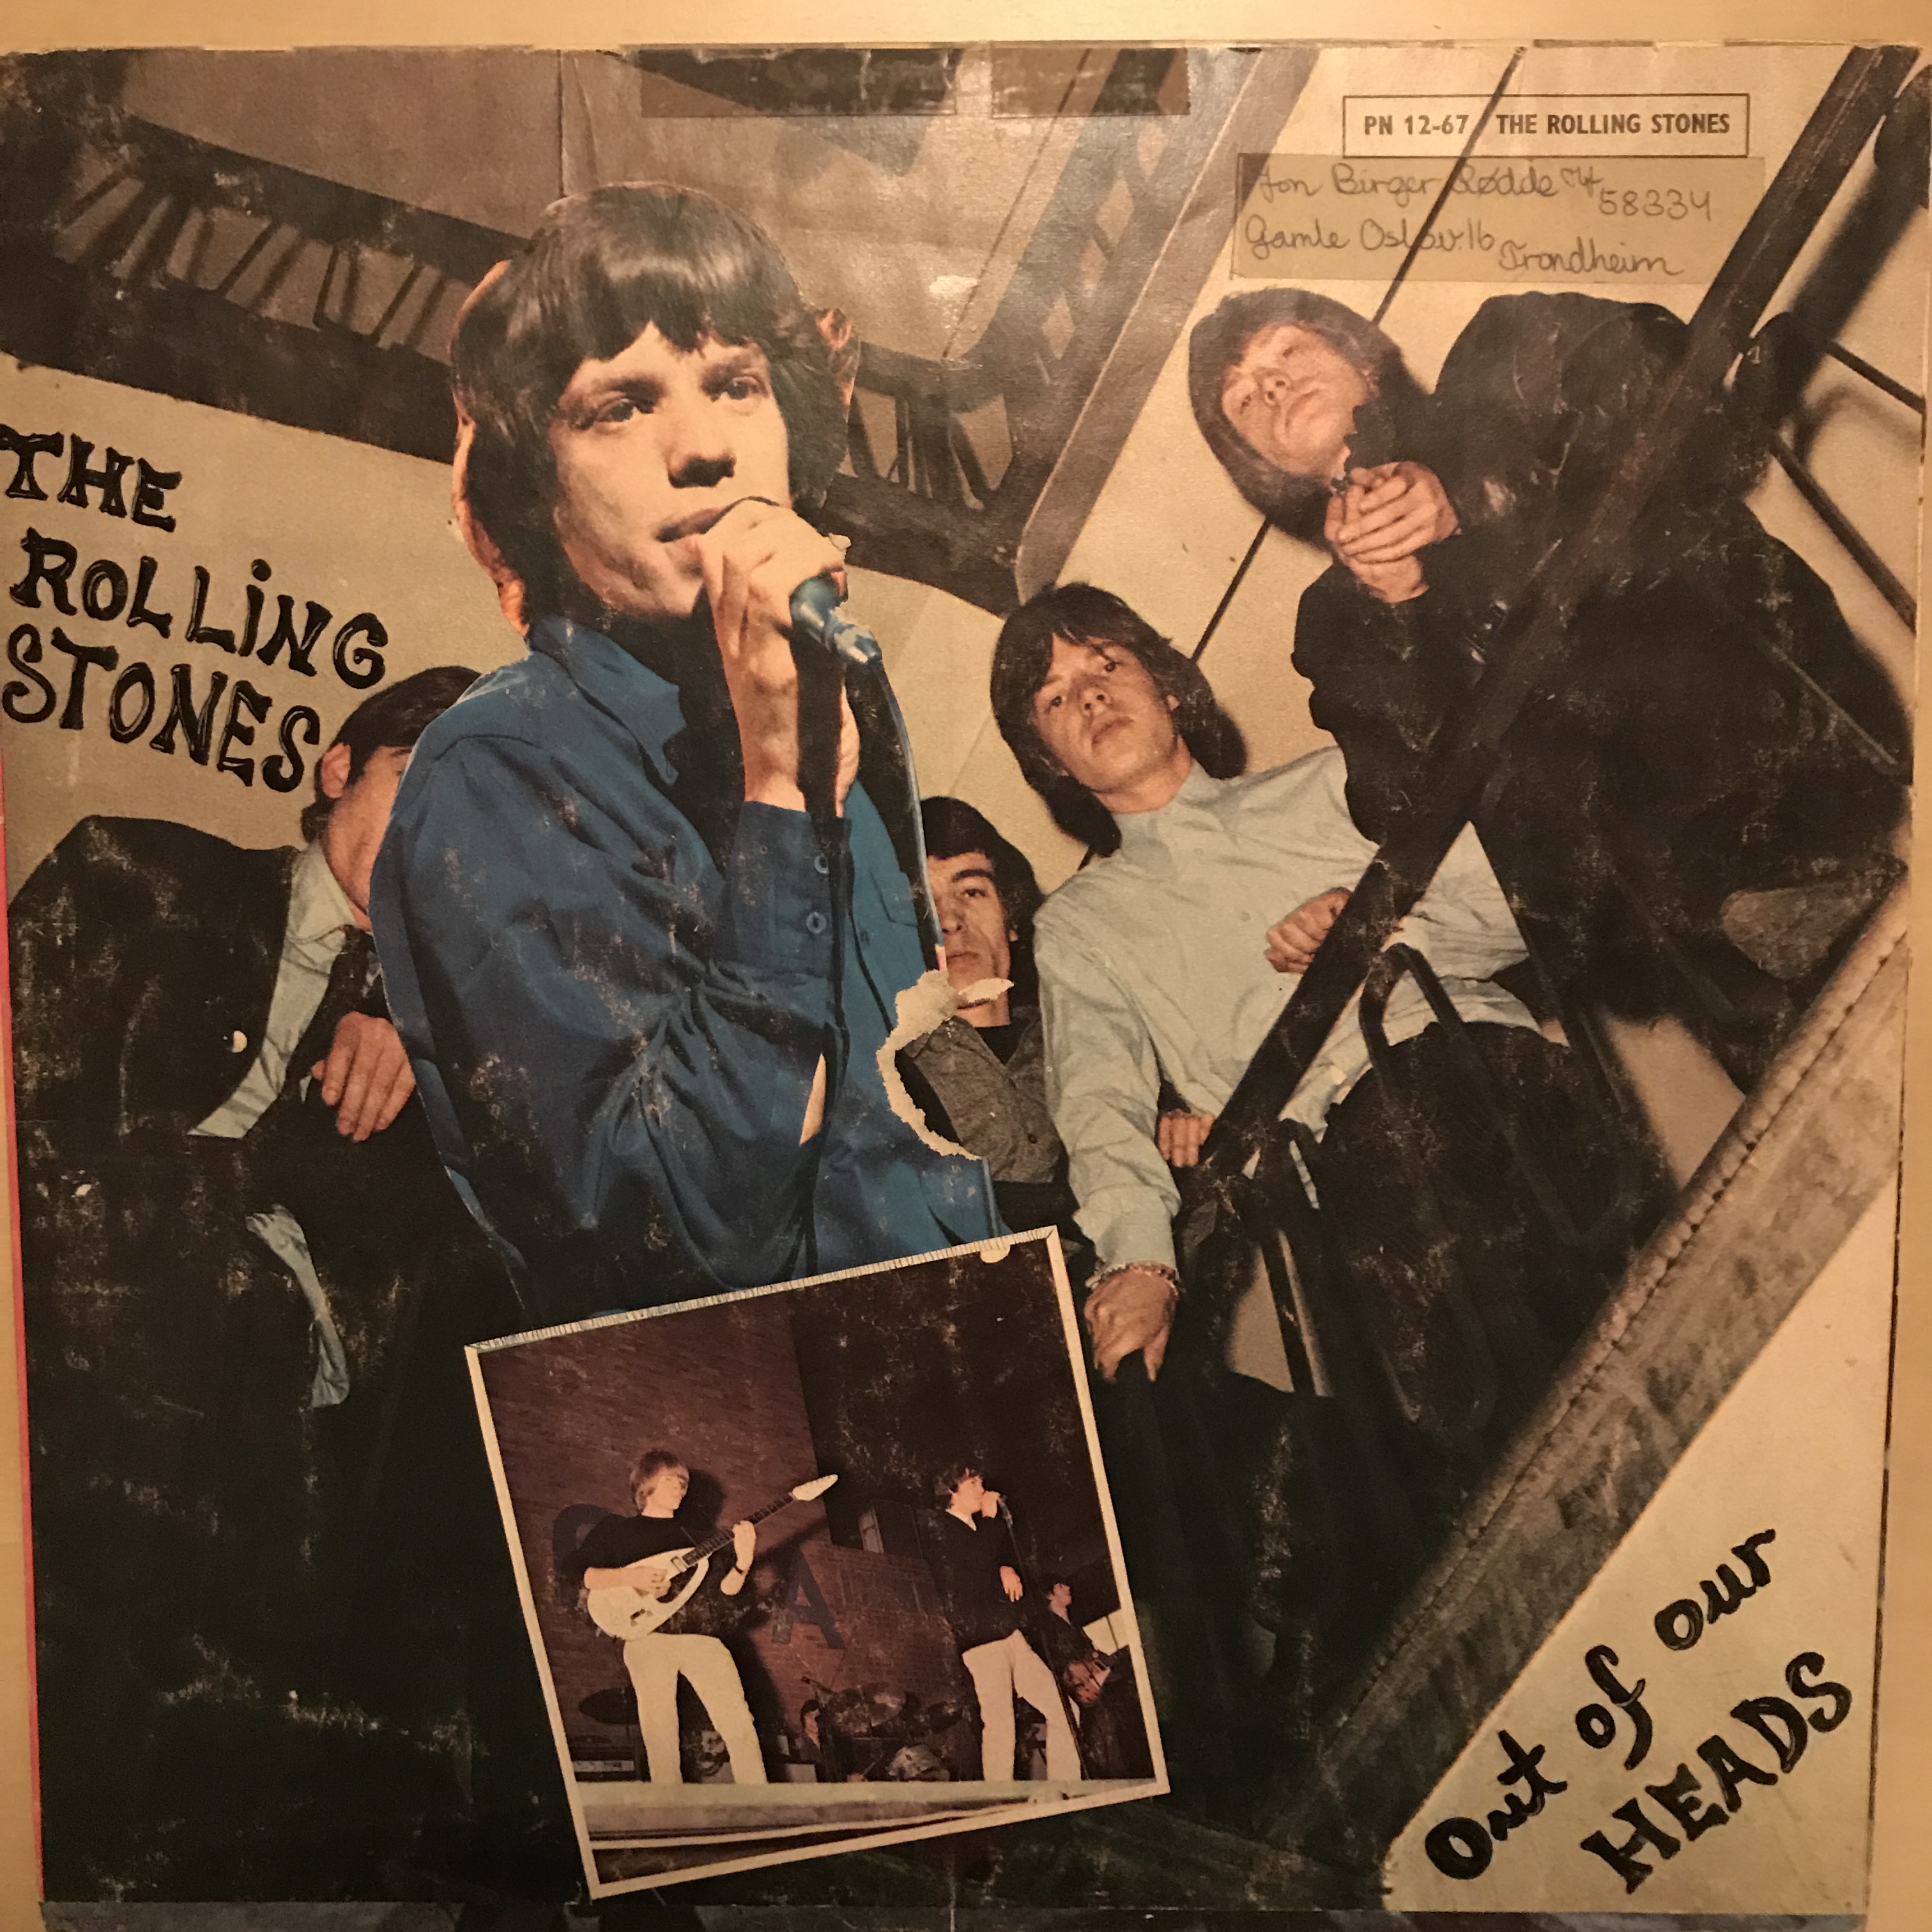 PN 12-67 THE ROLLING STONES
Jon Birger Rødde
58334
Gamle Oslov.16
Trondheim
THE
ROLLiNG
STONES
A
Out of our
HEADS